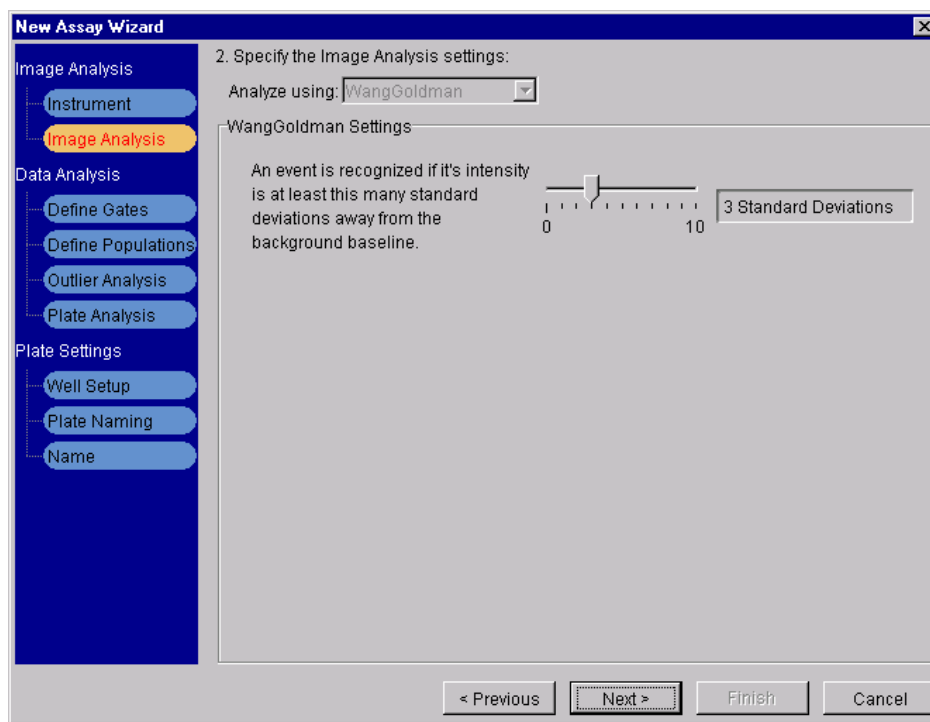 New Assay Wizard
Image Analysis
Instrument
Image Analysis
Data Analysis
Define Gates
Define Populations
Outlier Analysis
Plate Analysis
Plate Settings
Well Setup
Plate Naming
Name
2. Specify the Image Analysis settings:
Analyze using: WangGoldman
WangGoldman Settings
An event is recognized if it's intensity
is at least this many standard
deviations away from the
background baseline.
0 10
3 Standard Deviations
< Previous Next > Finish Cancel